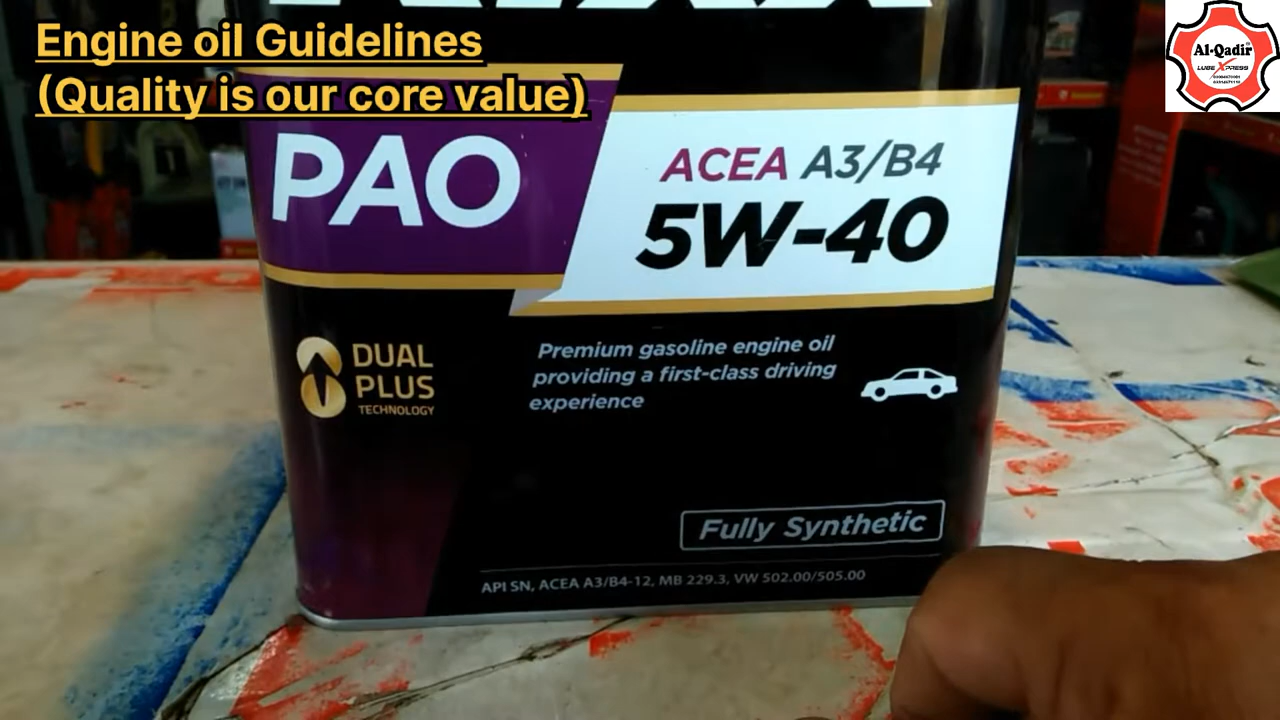 Engine oil Guidelines
(Quality is our core value)
Al-Qadir
LUBE XPRESS
PAO
ACEA A3/B4
5W-40
DUAL
PLUS
TECHNOLOGY
Premium gasoline engine oil
providing a first-class driving
experience
Fully Synthetic
API SN, ACEA A3/B4-12, MB 229.3, VW 502.00/505.00